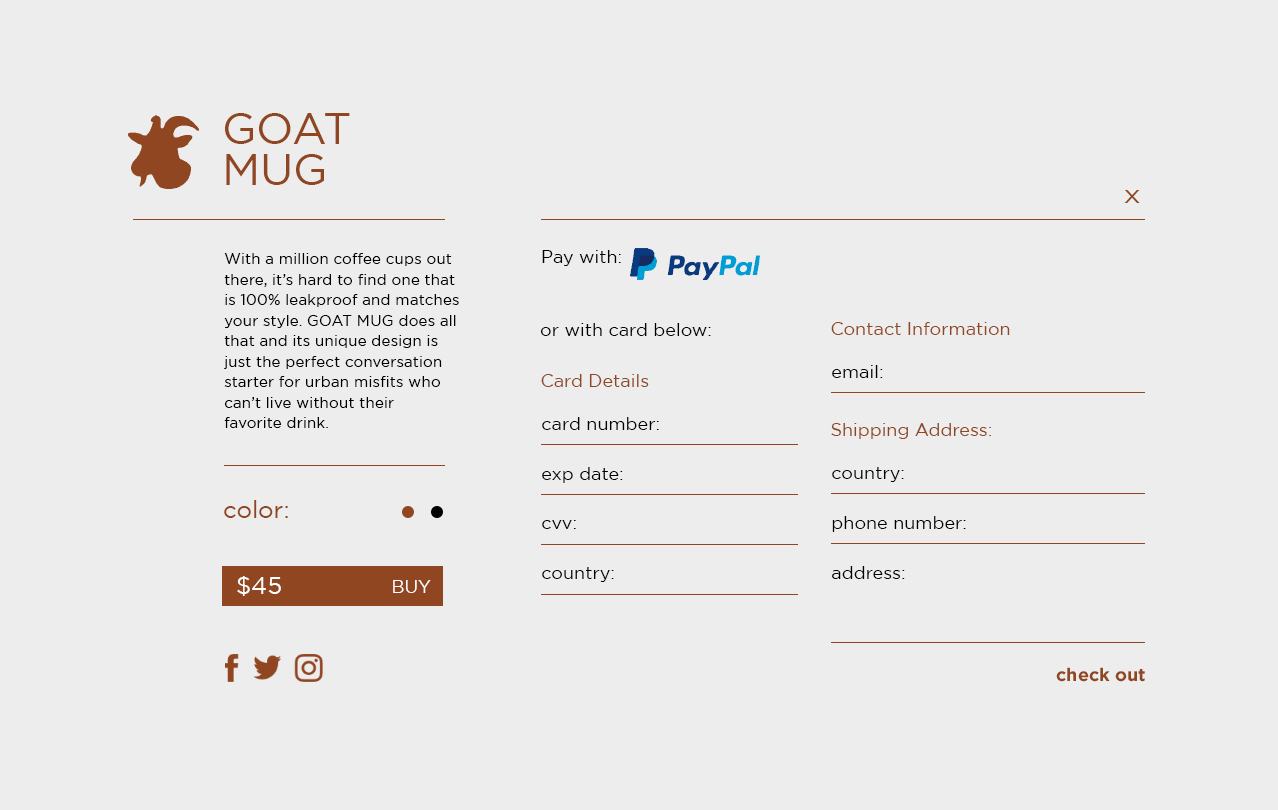 GOAT
MUG
With a million coffee cups out
there, it’s hard to find one that
is 100% leakproof and matches
your style. GOAT MUG does all
that and its unique design is
just the perfect conversation
starter for urban misfits who
can’t live without their
favorite drink.
color:
$45 BUY
X
Pay with: PayPal
or with card below:
Card Details
card number:
exp date:
cvv:
country:
Contact Information
email:
Shipping Address:
country:
phone number:
address:
check out